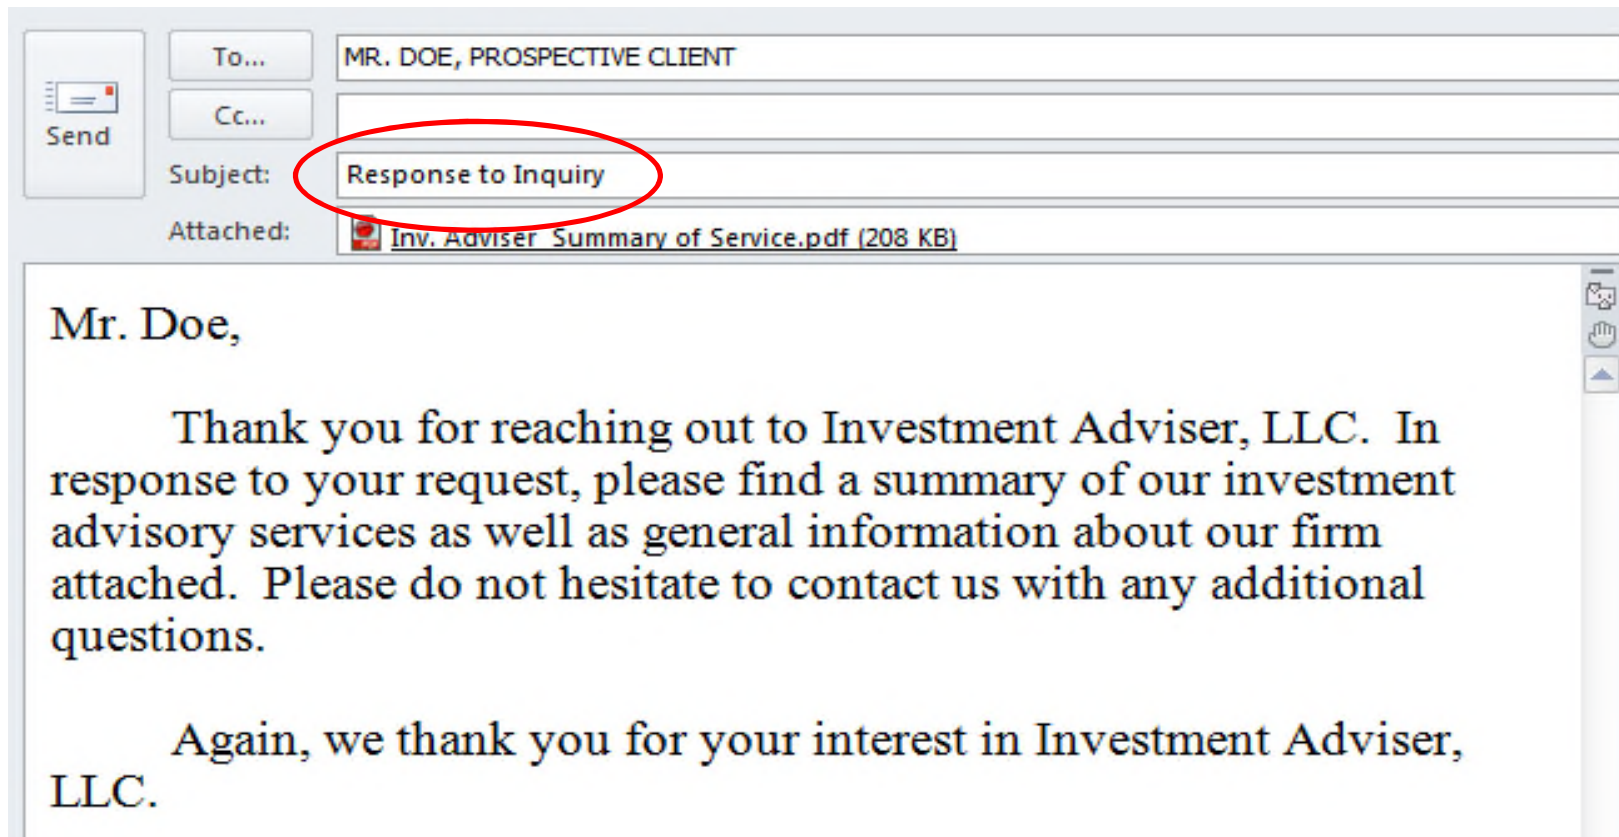 To...
MR. DOE, PROSPECTIVE CLIENT
Cc...
Send
Subject:
Response to Inquiry
Attached:
Inv. Adviser Summary of Service.pdf (208 KB)
Mr. Doe,
Thank you for reaching out to Investment Adviser, LLC. In
response to your request, please find a summary of our investment
advisory services as well as general information about our firm
attached. Please do not hesitate to contact us with any additional
questions.
Again, we thank you for your interest in Investment Adviser,
LLC.